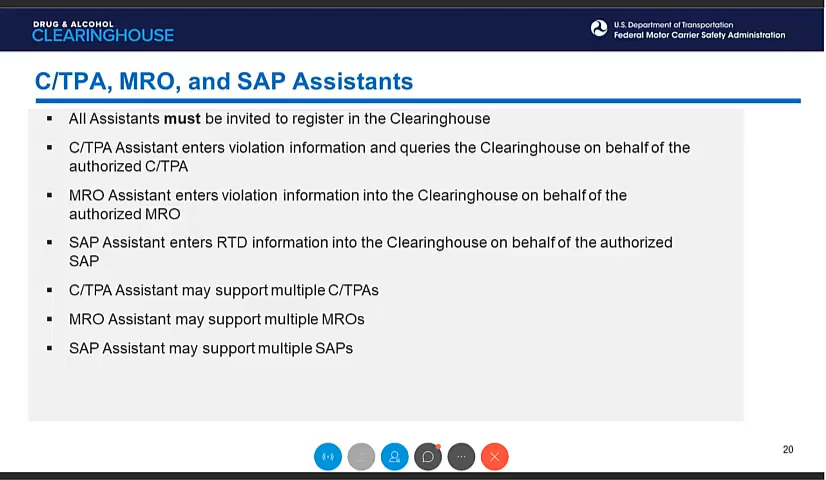 DRUG & ALCOHOL
CLEARINGHOUSE
U.S. Department of Transportation
Federal Motor Carrier Safety Administration
C/TPA, MRO, and SAP Assistants
▪ All Assistants must be invited to register in the Clearinghouse
▪ C/TPA Assistant enters violation information and queries the Clearinghouse on behalf of the
authorized C/TPA
▪ MRO Assistant enters violation information into the Clearinghouse on behalf of the
authorized MRO
▪ SAP Assistant enters RTD information into the Clearinghouse on behalf of the authorized
SAP
▪ C/TPA Assistant may support multiple C/TPAs
▪ MRO Assistant may support multiple MROs
▪ SAP Assistant may support multiple SAPs
20